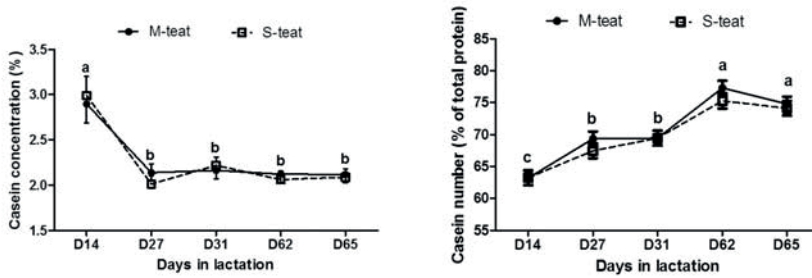 M-teat S-teat
Casein concentration (%)
3.5
3.0
2.5
2.0
1.5
a b b b b
D14 D27 D31 D62 D65
Days in lactation
M-teat S-teat
Casein number (% of total protein)
85
80
75
70
65
60
55
c b b a a
D14 D27 D31 D62 D65
Days in lactation